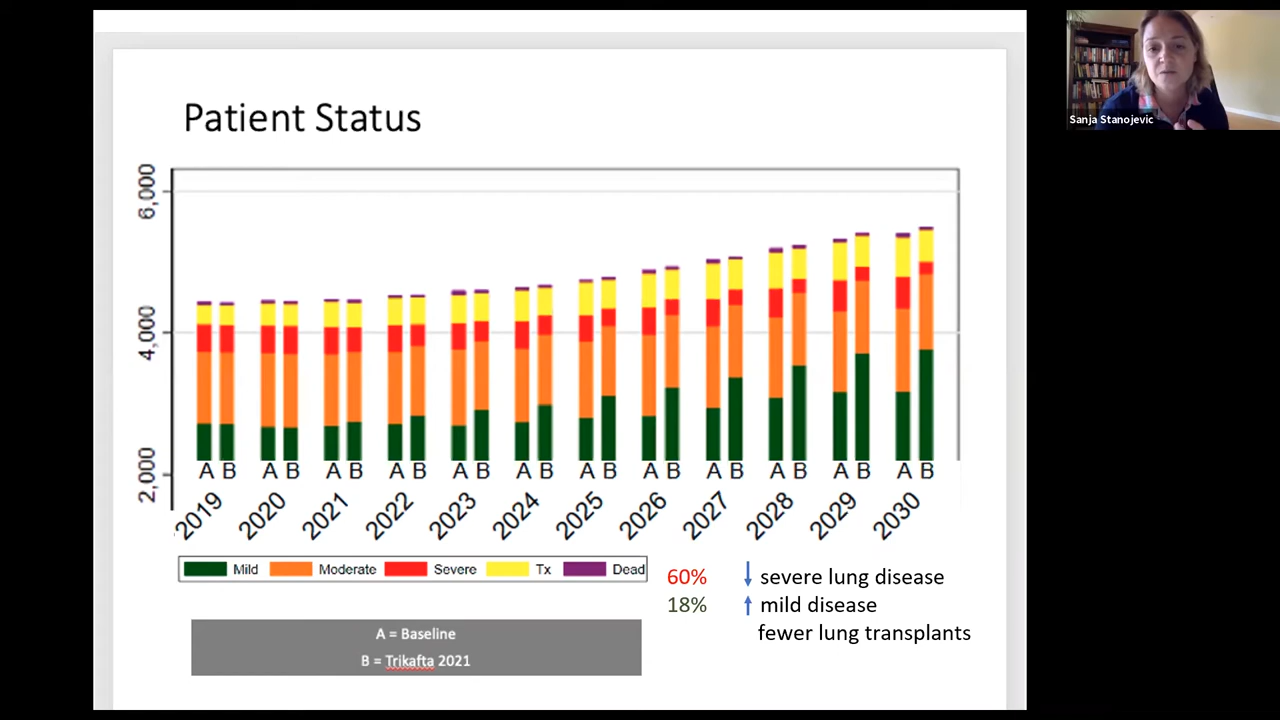 Patient Status
6,000
4,000
2,000
A B A B A B A B A B A B A B A B A B A B A B A B
2019 2020 2021 2022 2023 2024 2025 2026 2027 2028 2029 2030
Mild Moderate Severe Tx Dead
60% ↓ severe lung disease
18% ↑ mild disease
fewer lung transplants
A = Baseline
B = Trikafta 2021
Sanja Stanojevic